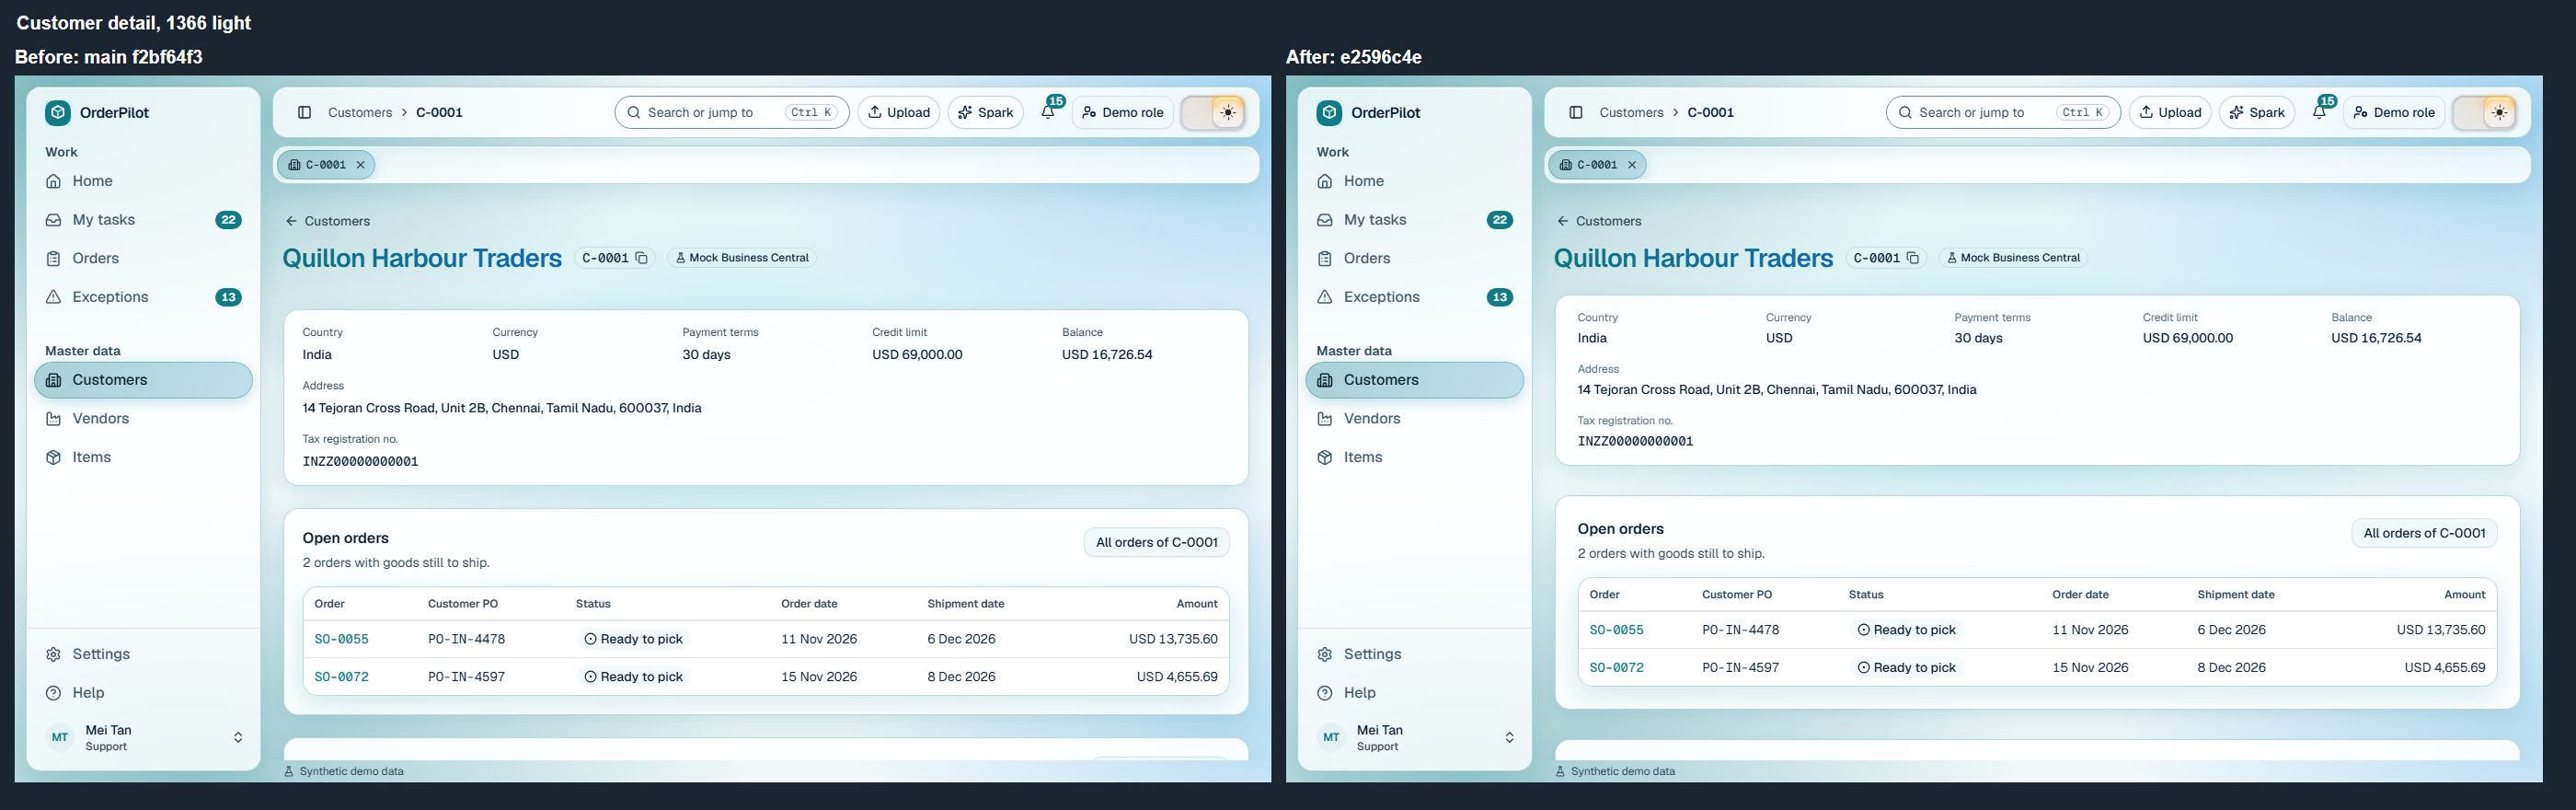 Customer detail, 1366 light
Before: main f2bf64f3
OrderPilot
Work
Home
My tasks 22
Orders
Exceptions 13
Master data
Customers
Vendors
Items
Settings
Help
MT Mei Tan
Support
Customers > C-0001 Search or jump to Ctrl K Upload Spark 15 Demo role
C-0001
Customers
Quillon Harbour Traders C-0001 Mock Business Central
Country Currency Payment terms Credit limit Balance
India USD 30 days USD 69,000.00 USD 16,726.54
Address
14 Tejoran Cross Road, Unit 2B, Chennai, Tamil Nadu, 600037, India
Tax registration no.
INZZ00000000001
Open orders All orders of C-0001
2 orders with goods still to ship.
Order Customer PO Status Order date Shipment date Amount
SO-0055 PO-IN-4478 Ready to pick 11 Nov 2026 6 Dec 2026 USD 13,735.60
SO-0072 PO-IN-4597 Ready to pick 15 Nov 2026 8 Dec 2026 USD 4,655.69
Synthetic demo data
After: e2596c4e
OrderPilot
Work
Home
My tasks 22
Orders
Exceptions 13
Master data
Customers
Vendors
Items
Settings
Help
MT Mei Tan
Support
Customers > C-0001 Search or jump to Ctrl K Upload Spark 15 Demo role
C-0001
Customers
Quillon Harbour Traders C-0001 Mock Business Central
Country Currency Payment terms Credit limit Balance
India USD 30 days USD 69,000.00 USD 16,726.54
Address
14 Tejoran Cross Road, Unit 2B, Chennai, Tamil Nadu, 600037, India
Tax registration no.
INZZ00000000001
Open orders All orders of C-0001
2 orders with goods still to ship.
Order Customer PO Status Order date Shipment date Amount
SO-0055 PO-IN-4478 Ready to pick 11 Nov 2026 6 Dec 2026 USD 13,735.60
SO-0072 PO-IN-4597 Ready to pick 15 Nov 2026 8 Dec 2026 USD 4,655.69
Synthetic demo data